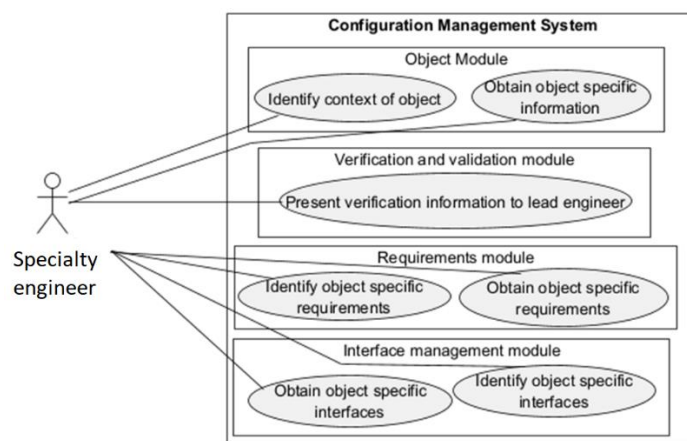 Configuration Management System
Object Module
Identify context of object
Obtain object specific
information
Verification and validation module
Present verification information to lead engineer
Specialty
engineer
Requirements module
Identify object specific
requirements
Obtain object specific
requirements
Interface management module
Obtain object specific
interfaces
Identify object specific
interfaces